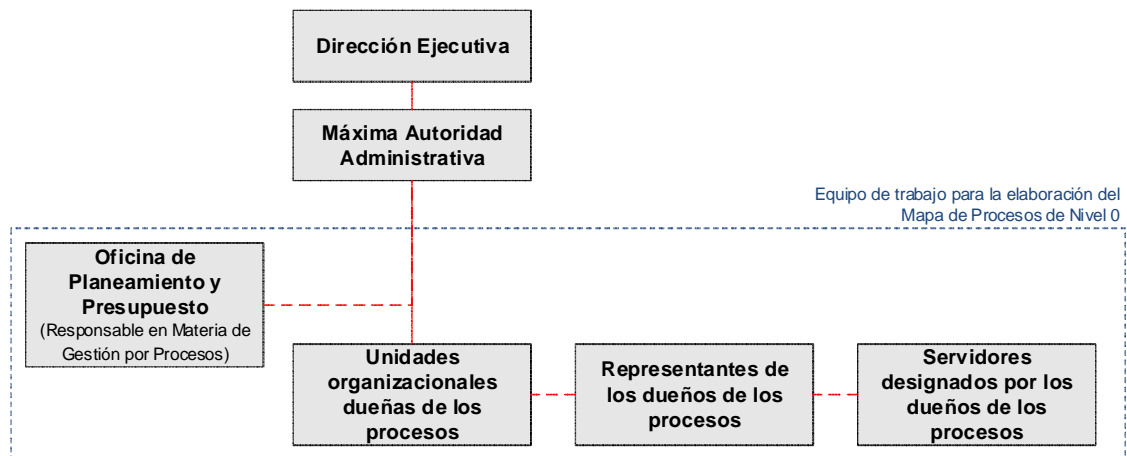 Dirección Ejecutiva
Máxima Autoridad
Administrativa
Equipo de trabajo para la elaboración del
Mapa de Procesos de Nivel 0
Oficina de
Planeamiento y
Presupuesto
(Responsable en Materia de
Gestión por Procesos)
Unidades
organizacionales
dueñas de los
procesos
Representantes de
los dueños de los
procesos
Servidores
designados por los
dueños de los
procesos